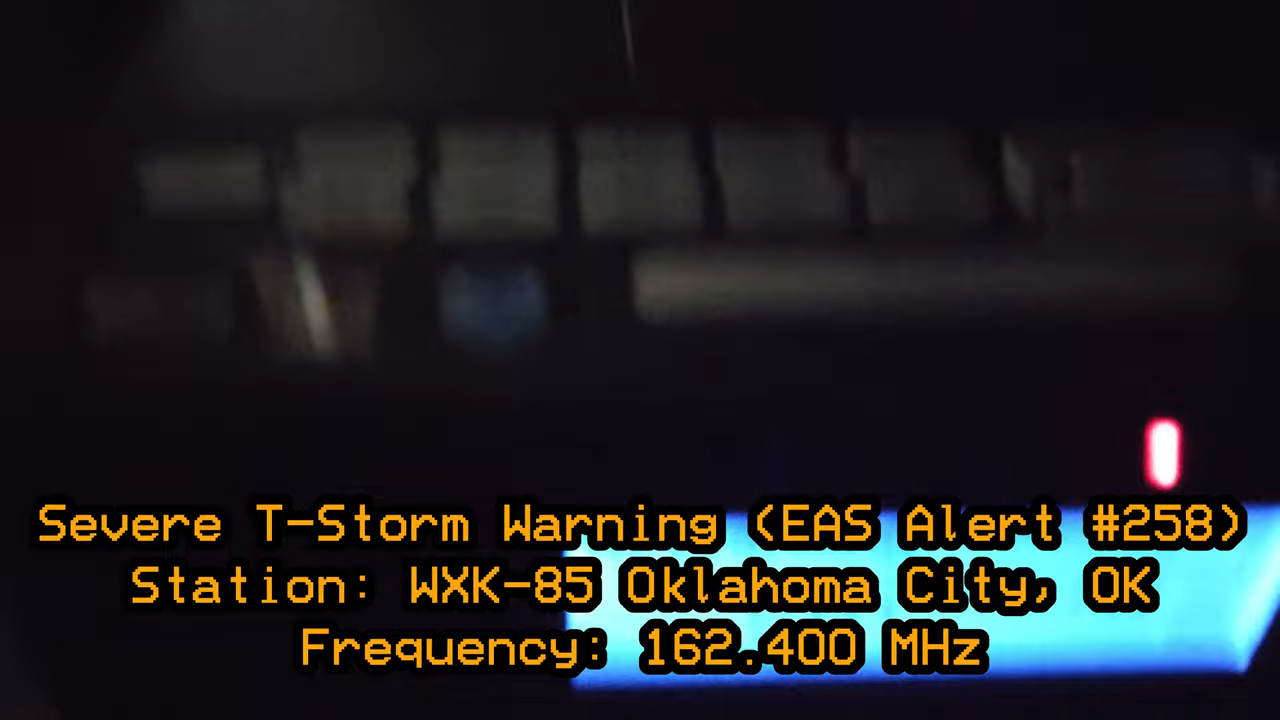 Severe T-Storm Warning (EAS Alert #258)
Station: WXK-85 Oklahoma City, OK
Frequency: 162.400 MHz